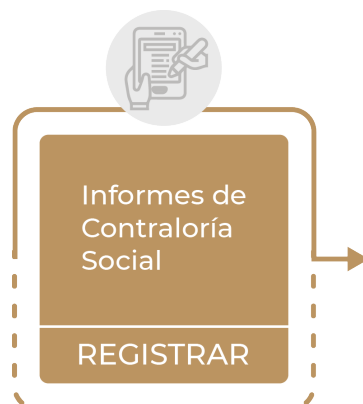 Informes de
Contraloría
Social
REGISTRAR